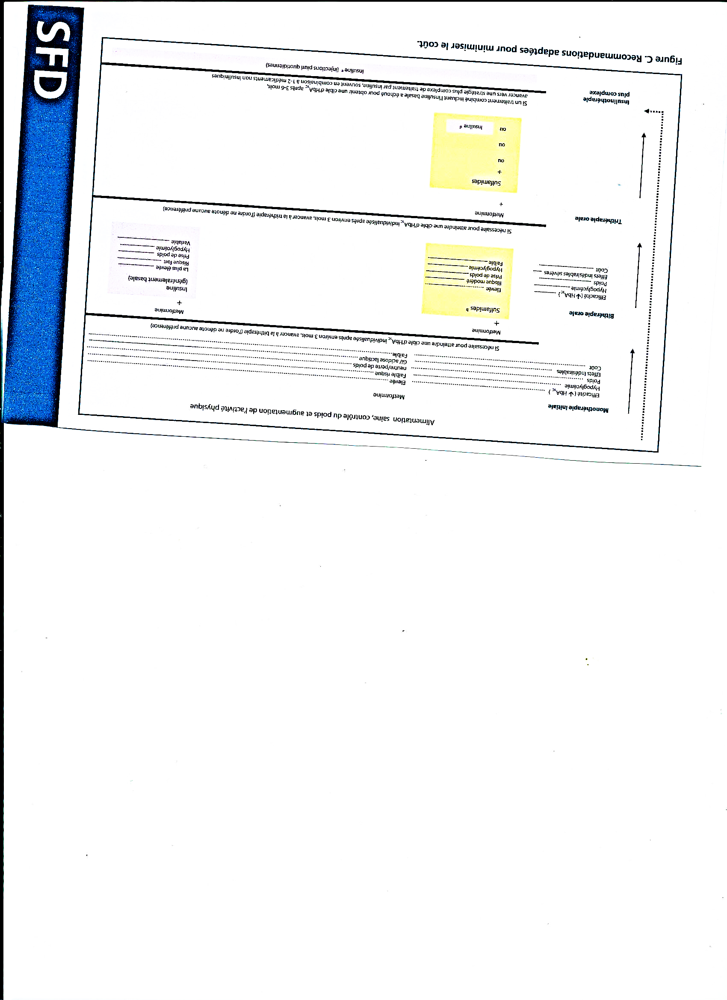 Alimentation saine, contrôle du poids et augmentation de l'activité physique
Monothérapie initiale
Metformine
Efficacité (↓ HbA1c ) Elevée
Hypoglycémie Faible risque
Poids neutre/perte de poids
Effets indésirables GI/ acidose lactique
Coût Faible
Si nécessaire pour atteindre une cible d'HbA1c individualisée après environ 3 mois, avancer à la bithérapie (l'ordre ne dénote aucune préférence)
Bithérapie orale
Metformine
+
Sulfamides b
Metformine
+
Insuline
(généralement basale)
Efficacité (↓HbA1c ) Elevée La plus élevée
Hypoglycémie Risque modéré Risque fort
Poids Prise de poids Prise de poids
Effets indésirables sévères Hypoglycémie Hypoglycémie
Coût Faible Variable
Si nécessaire pour atteindre une cible d'HbA1c individualisée après environ 3 mois, avancer à la trithérapie (l'ordre ne dénote aucune préférence)
Trithérapie orale
Metformine
+
Sulfamides
+
ou
ou
ou Insuline d
Si un traitement combiné incluant l'insuline basale a échoué pour obtenir une cible d'HbA1c après 3-6 mois,
avancer vers une stratégie plus complexe de traitement par insuline, souvent en combinaison à 1-2 médicaments non insuliniques
Insulinothérapie
plus complexe
Insuline e (injections pluri quotidiennes)
Figure C. Recommandations adaptées pour minimiser le coût.
SFD